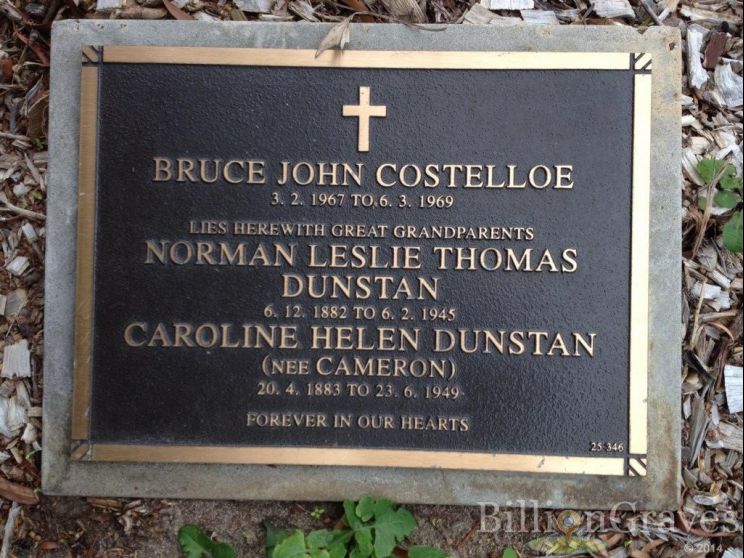 BRUCE JOHN COSTELLOE
3. 2. 1967 TO 6. 3. 1969
LIES HEREWITH GREAT GRANDPARENTS
NORMAN LESLIE THOMAS
DUNSTAN
6. 12. 1882 TO 6. 2. 1945
CAROLINE HELEN DUNSTAN
(NEE CAMERON)
20. 4. 1883 TO 23. 6. 1949
FOREVER IN OUR HEARTS
25 346
BillionGraves
© 2014